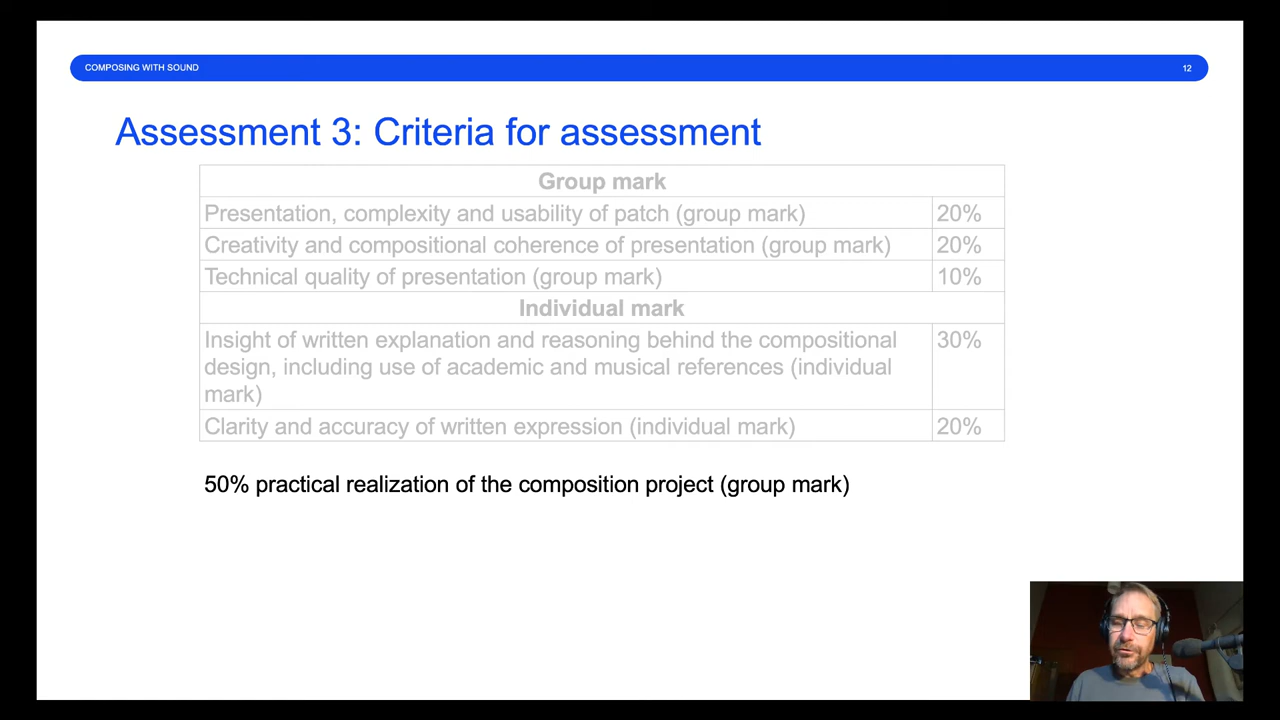 COMPOSING WITH SOUND
12
Assessment 3: Criteria for assessment
Group mark
Presentation, complexity and usability of patch (group mark) 20%
Creativity and compositional coherence of presentation (group mark) 20%
Technical quality of presentation (group mark) 10%
Individual mark
Insight of written explanation and reasoning behind the compositional 30%
design, including use of academic and musical references (individual
mark)
Clarity and accuracy of written expression (individual mark) 20%
50% practical realization of the composition project (group mark)